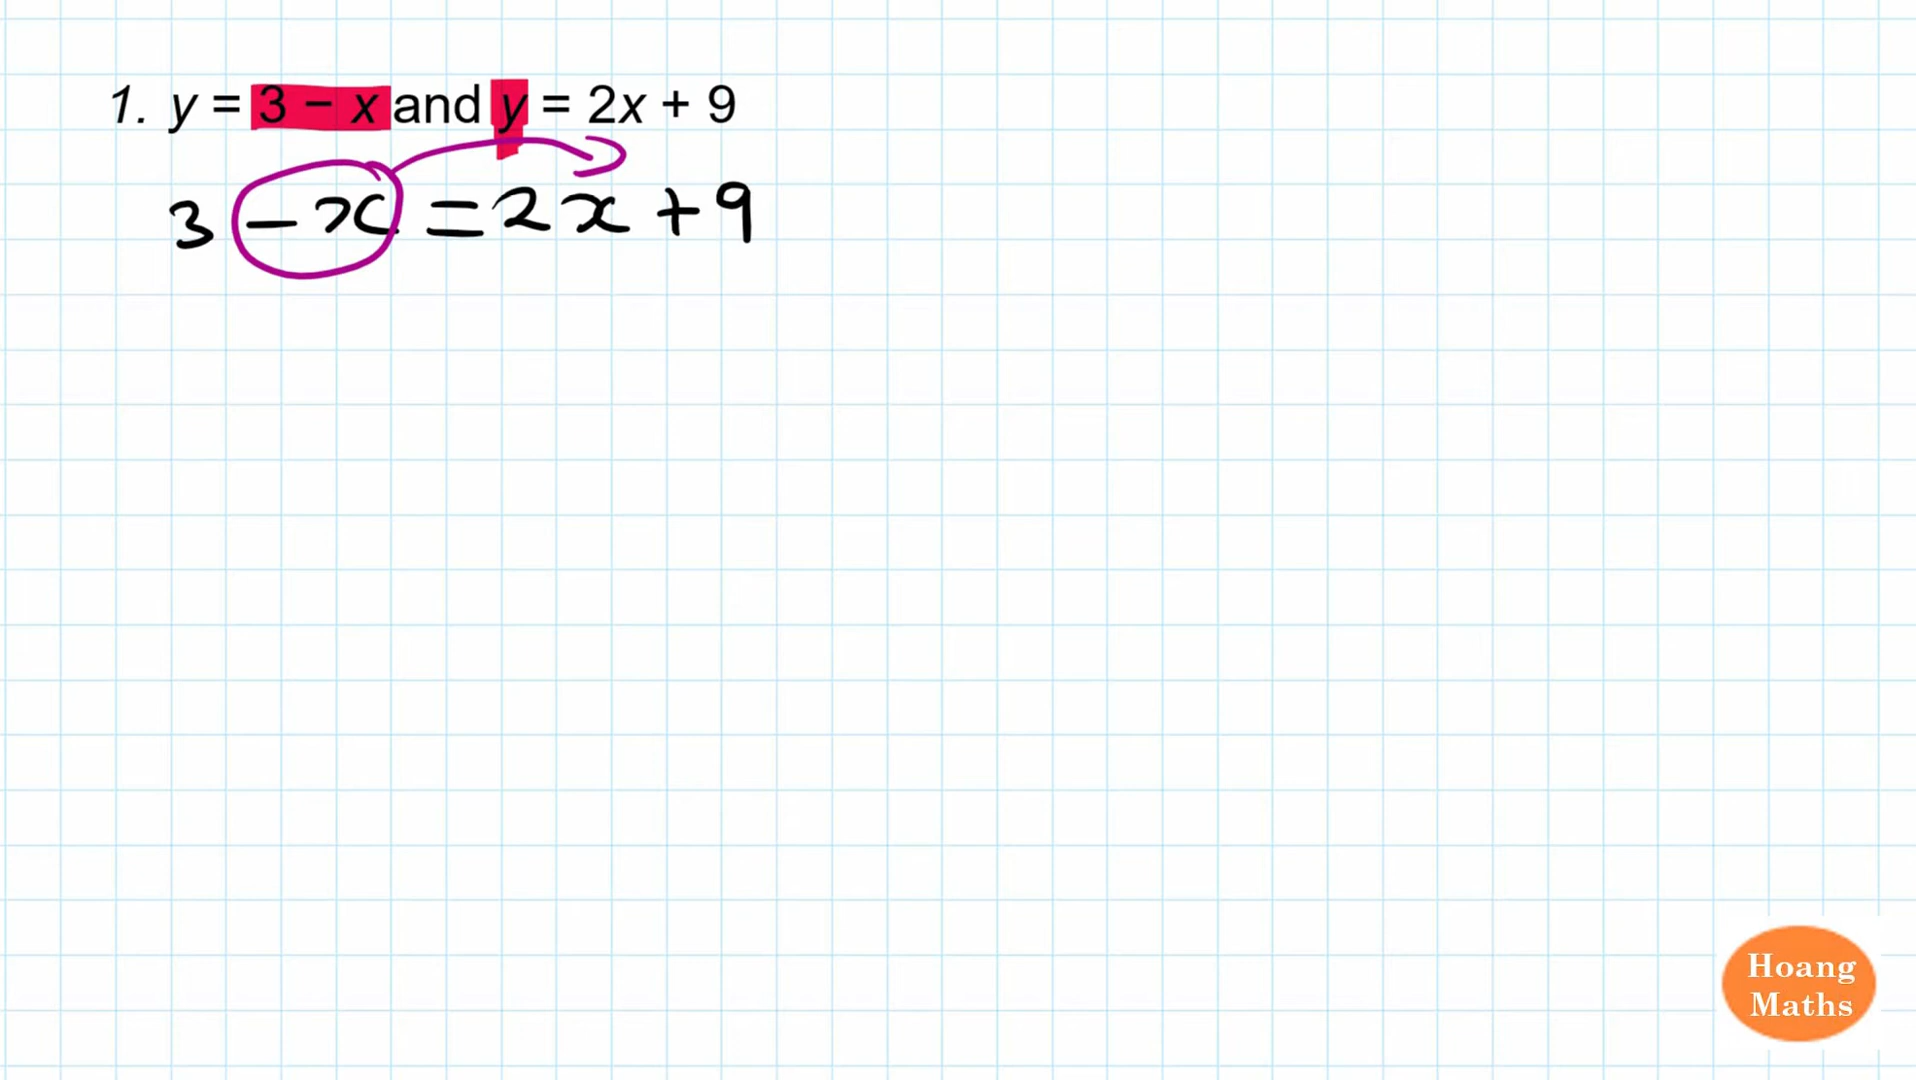 1. y = 3 − x and y = 2x + 9
3 − x = 2x + 9
Hoang
Maths